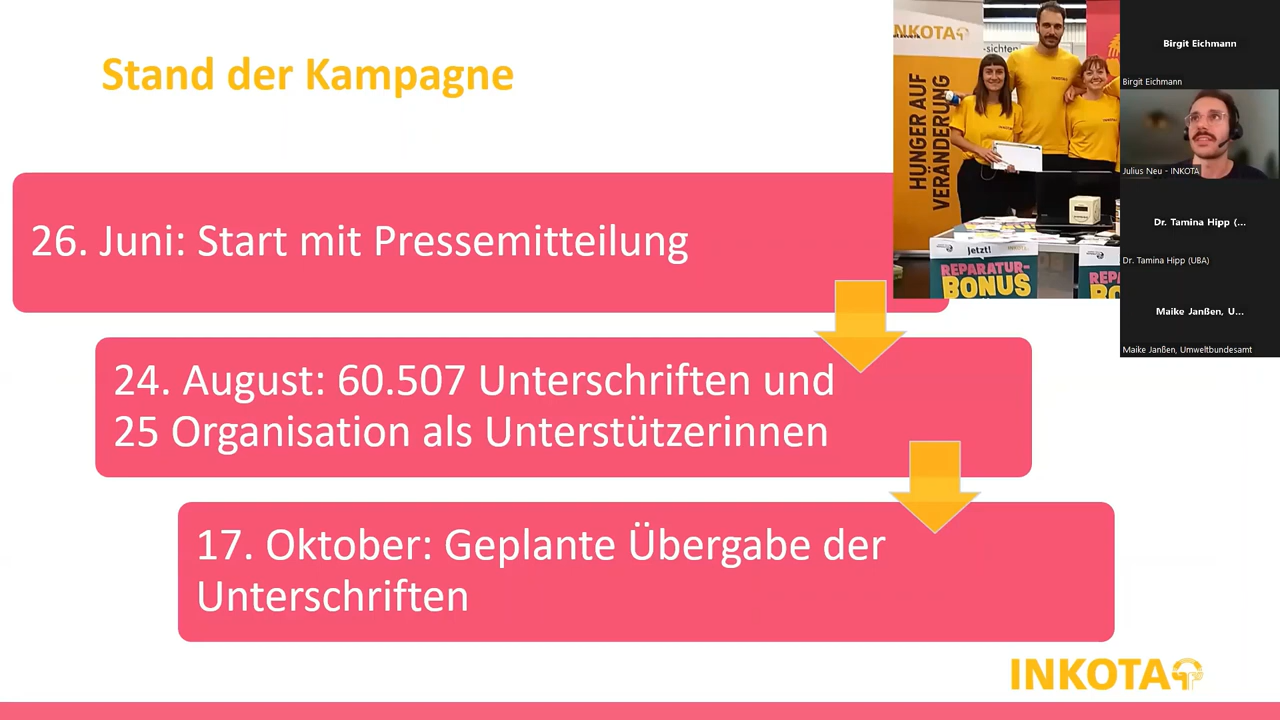 Stand der Kampagne
26. Juni: Start mit Pressemitteilung
24. August: 60.507 Unterschriften und
25 Organisation als Unterstützerinnen
17. Oktober: Geplante Übergabe der
Unterschriften
INKOTA
INKOTA
HUNGER AUF
VERÄNDERUNG
-sichten
jetzt!
REPARATUR-
BONUS
Birgit Eichmann
Birgit Eichmann
Julius Neu - INKOTA
Dr. Tamina Hipp (...
Dr. Tamina Hipp (UBA)
Maike Janßen, U...
Maike Janßen, Umweltbundesamt